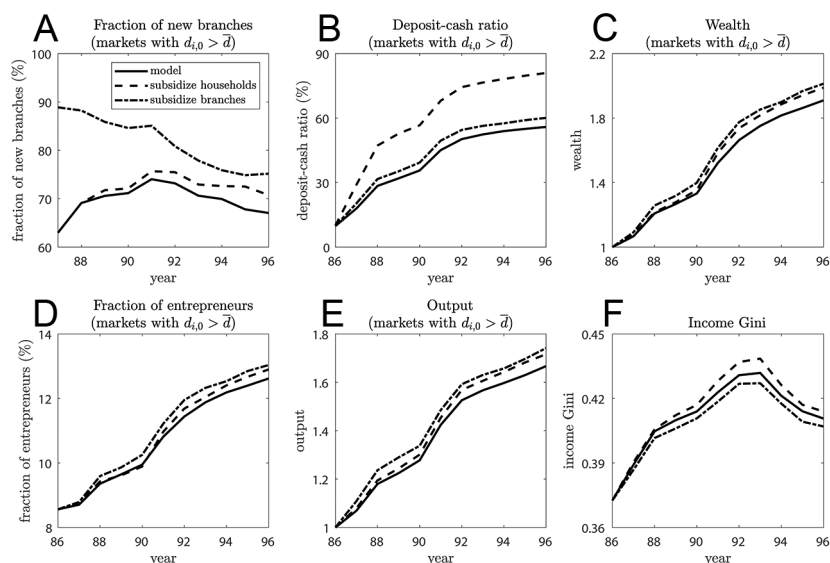 A
Fraction of new branches
(markets with d_{i,0} > d̅)
fraction of new branches (%)
100
90
80
70
60
model
subsidize households
subsidize branches
88 90 92 94 96
year
B
Deposit-cash ratio
(markets with d_{i,0} > d̅)
deposit-cash ratio (%)
90
60
30
0
86 88 90 92 94 96
year
C
Wealth
(markets with d_{i,0} > d̅)
wealth
2.2
1.8
1.4
1
86 88 90 92 94 96
year
D
Fraction of entrepreneurs
(markets with d_{i,0} > d̅)
fraction of entrepreneurs (%)
14
12
10
8
86 88 90 92 94 96
year
E
Output
(markets with d_{i,0} > d̅)
output
1.8
1.6
1.4
1.2
1
86 88 90 92 94 96
year
F
Income Gini
income Gini
0.45
0.42
0.39
0.36
86 88 90 92 94 96
year